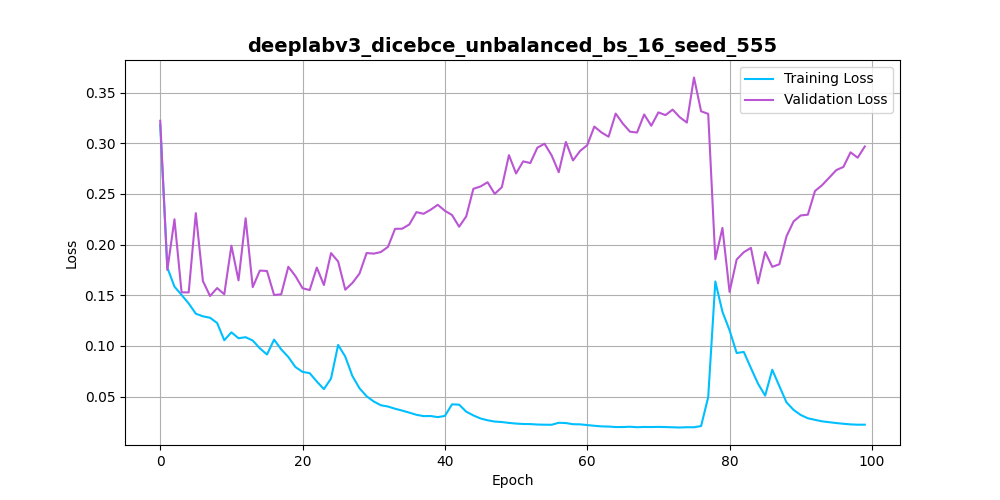 deeplabv3_dicebce_unbalanced_bs_16_seed_555
Training Loss
Validation Loss
Loss
0.35
0.30
0.25
0.20
0.15
0.10
0.05
0
20
40
60
80
100
Epoch